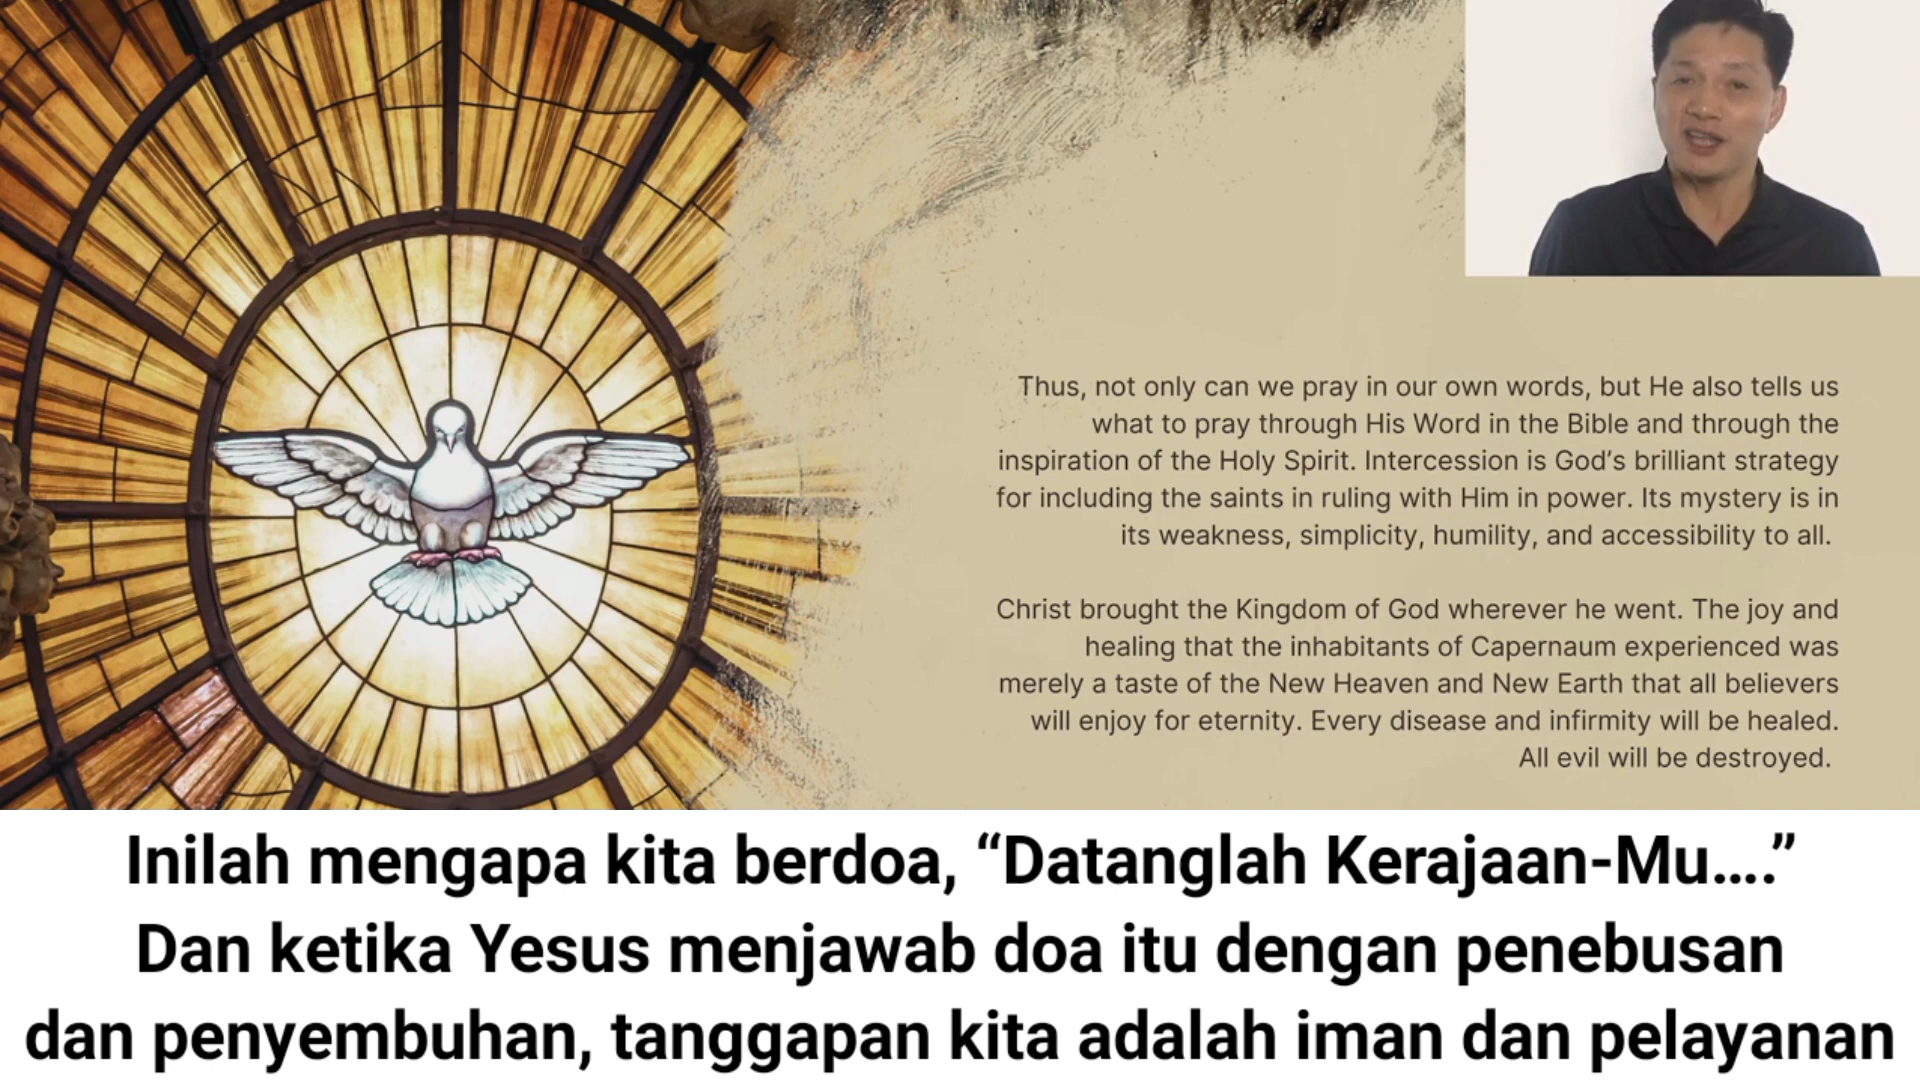 Thus, not only can we pray in our own words, but He also tells us
what to pray through His Word in the Bible and through the
inspiration of the Holy Spirit. Intercession is God’s brilliant strategy
for including the saints in ruling with Him in power. Its mystery is in
its weakness, simplicity, humility, and accessibility to all.
Christ brought the Kingdom of God wherever he went. The joy and
healing that the inhabitants of Capernaum experienced was
merely a taste of the New Heaven and New Earth that all believers
will enjoy for eternity. Every disease and infirmity will be healed.
All evil will be destroyed.
Inilah mengapa kita berdoa, “Datanglah Kerajaan-Mu....”
Dan ketika Yesus menjawab doa itu dengan penebusan
dan penyembuhan, tanggapan kita adalah iman dan pelayanan